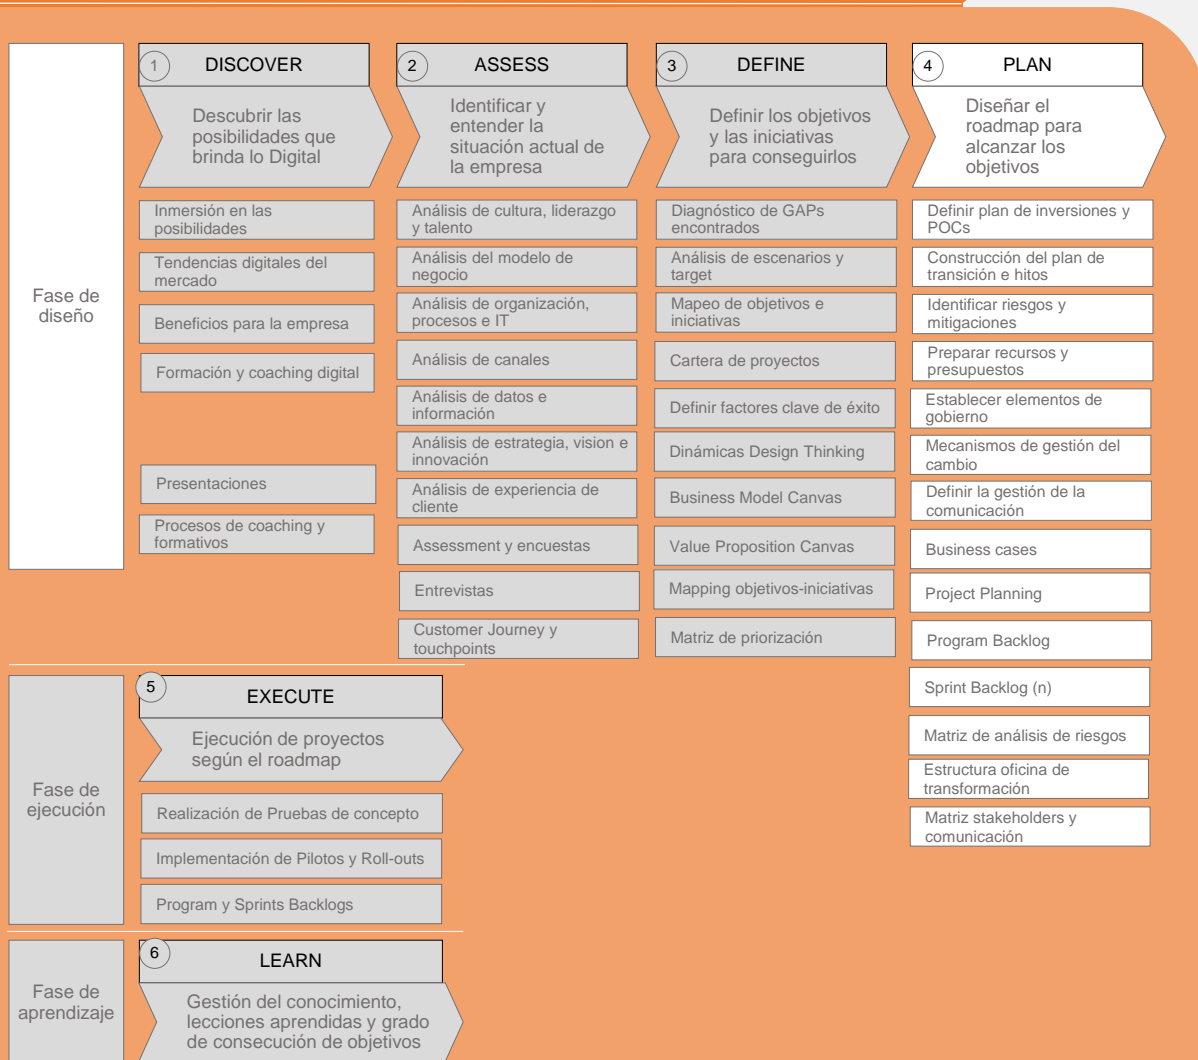 Fase de
diseño
1
DISCOVER
Descubrir las
posibilidades que
brinda lo Digital
Inmersión en las
posibilidades
Tendencias digitales del
mercado
Beneficios para la empresa
Formación y coaching digital
Presentaciones
Procesos de coaching y
formativos
2
ASSESS
Identificar y
entender la
situación actual de
la empresa
Análisis de cultura, liderazgo
y talento
Análisis del modelo de
negocio
Análisis de organización,
procesos e IT
Análisis de canales
Análisis de datos e
información
Análisis de estrategia, vision e
innovación
Análisis de experiencia de
cliente
Assessment y encuestas
Entrevistas
Customer Journey y
touchpoints
3
DEFINE
Definir los objetivos
y las iniciativas
para conseguirlos
Diagnóstico de GAPs
encontrados
Análisis de escenarios y
target
Mapeo de objetivos e
iniciativas
Cartera de proyectos
Definir factores clave de éxito
Dinámicas Design Thinking
Business Model Canvas
Value Proposition Canvas
Mapping objetivos-iniciativas
Matriz de priorización
4
PLAN
Diseñar el
roadmap para
alcanzar los
objetivos
Definir plan de inversiones y
POCs
Construcción del plan de
transición e hitos
Identificar riesgos y
mitigaciones
Preparar recursos y
presupuestos
Establecer elementos de
gobierno
Mecanismos de gestión del
cambio
Definir la gestión de la
comunicación
Business cases
Project Planning
Program Backlog
Sprint Backlog (n)
Matriz de análisis de riesgos
Estructura oficina de
transformación
Matriz stakeholders y
comunicación
Fase de
ejecución
5
EXECUTE
Ejecución de proyectos
según el roadmap
Realización de Pruebas de concepto
Implementación de Pilotos y Roll-outs
Program y Sprints Backlogs
Fase de
aprendizaje
6
LEARN
Gestión del conocimiento,
lecciones aprendidas y grado
de consecución de objetivos